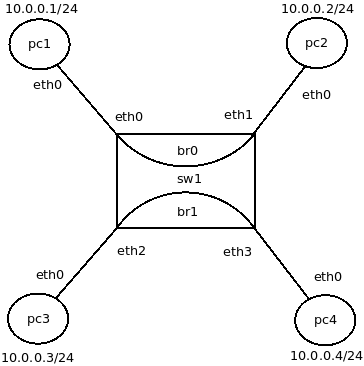 10.0.0.1/24
10.0.0.2/24
pc1
pc2
eth0
eth0
eth0
eth1
br0
sw1
br1
eth2
eth3
eth0
eth0
pc3
pc4
10.0.0.3/24
10.0.0.4/24